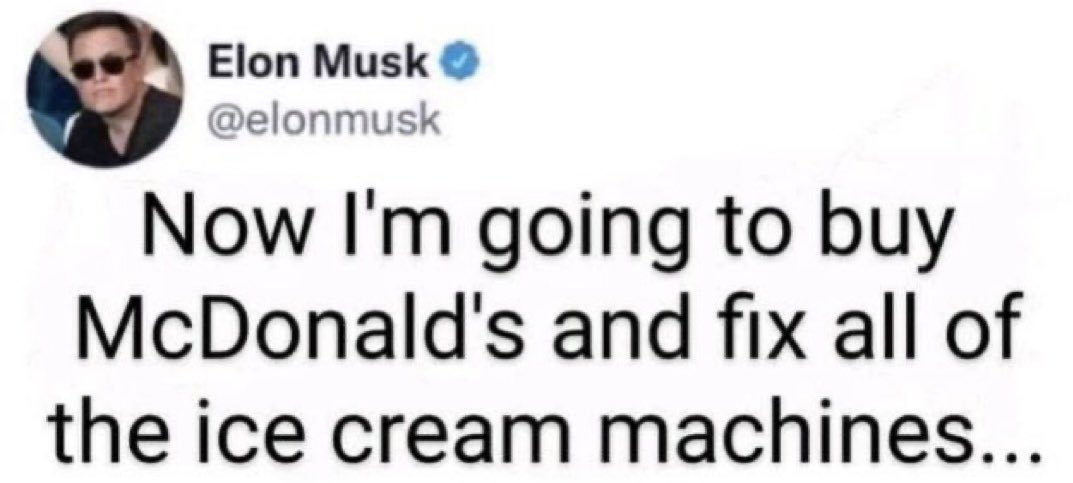 Elon Musk
@elonmusk
Now I'm going to buy
McDonald's and fix all of
the ice cream machines...